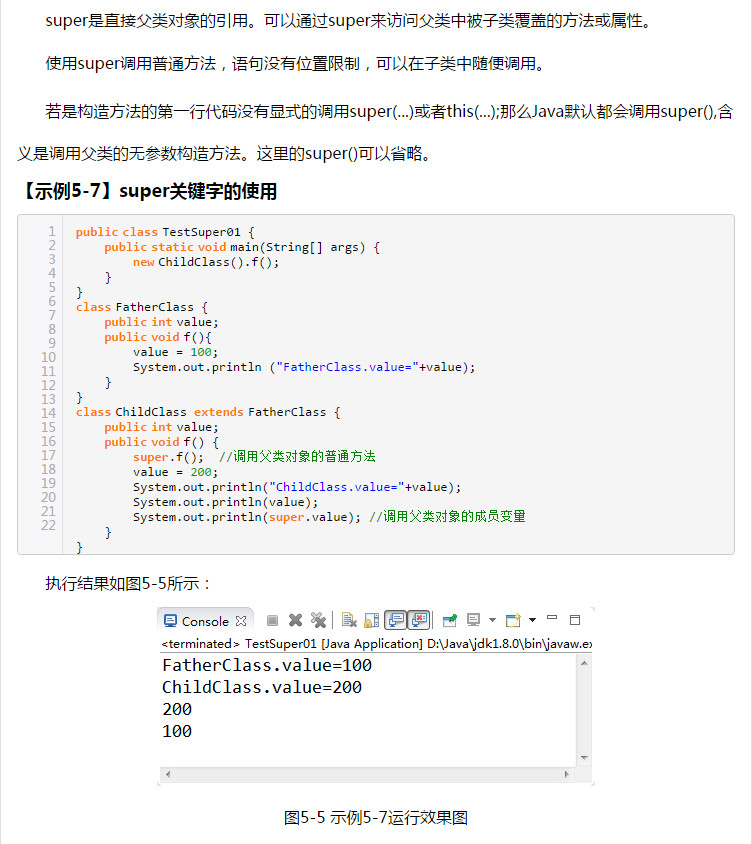 super是直接父类对象的引用。可以通过super来访问父类中被子类覆盖的方法或属性。
使用super调用普通方法，语句没有位置限制，可以在子类中随便调用。
若是构造方法的第一行代码没有显式的调用super(...)或者this(...);那么Java默认都会调用super(),含
义是调用父类的无参数构造方法。这里的super()可以省略。
【示例5-7】super关键字的使用
1 public class TestSuper01 {
2     public static void main(String[] args) {
3         new ChildClass().f();
4     }
5 }
6 class FatherClass {
7     public int value;
8     public void f(){
9         value = 100;
10         System.out.println ("FatherClass.value="+value);
11     }
12 }
13 class ChildClass extends FatherClass {
14     public int value;
15     public void f() {
16         super.f();  //调用父类对象的普通方法
17         value = 200;
18         System.out.println("ChildClass.value="+value);
19         System.out.println(value);
20         System.out.println(super.value); //调用父类对象的成员变量
21     }
22 }
执行结果如图5-5所示：
Console
<terminated> TestSuper01 [Java Application] D:\Java\jdk1.8.0\bin\javaw.ex
FatherClass.value=100
ChildClass.value=200
200
100
图5-5 示例5-7运行效果图